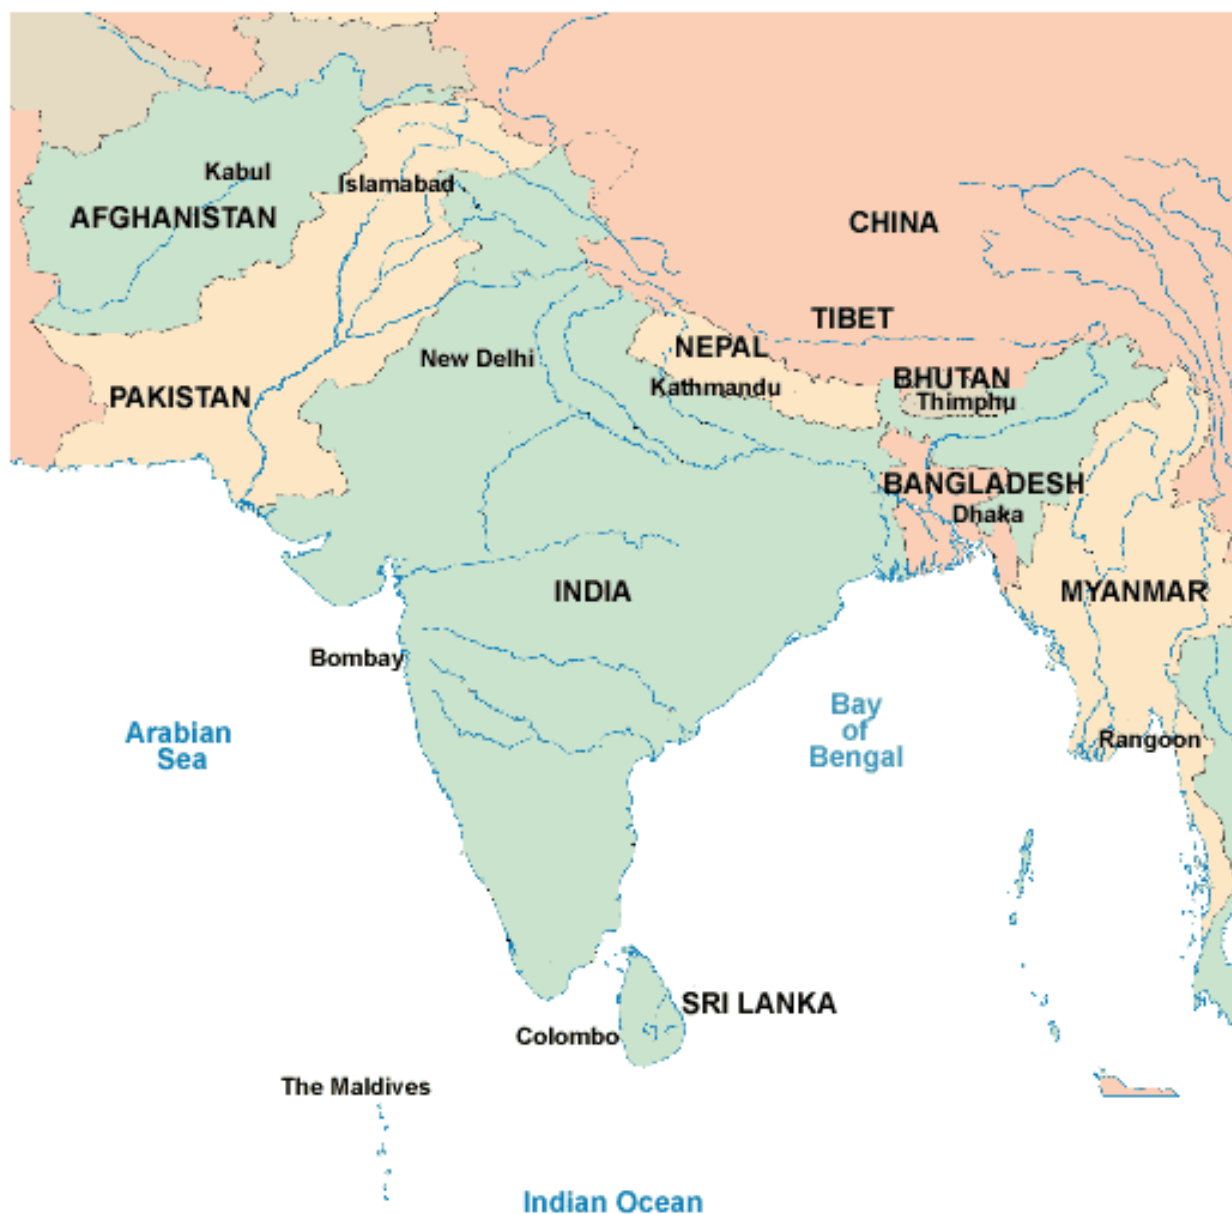 Kabul
Islamabad
AFGHANISTAN
CHINA
TIBET
NEPAL
New Delhi
BHUTAN
Kathmandu
PAKISTAN
Thimphu
BANGLADESH
Dhaka
INDIA
MYANMAR
Bombay
Arabian
Sea
Bay
of
Bengal
Rangoon
SRI LANKA
Colombo
The Maldives
Indian Ocean